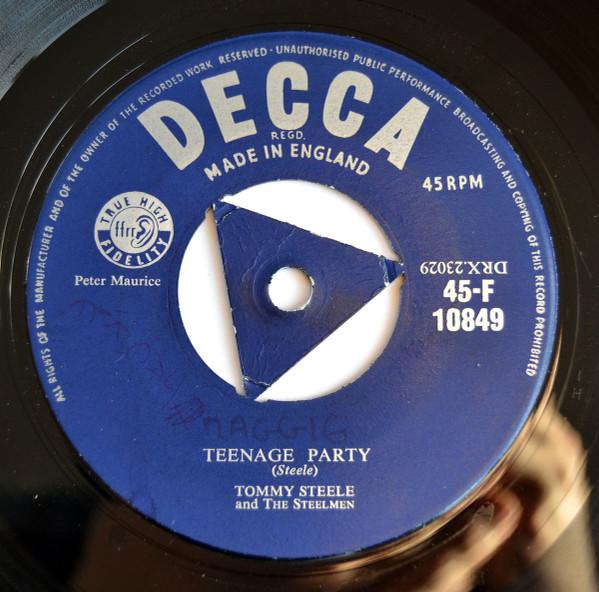 ALL RIGHTS OF THE MANUFACTURER AND OF THE OWNER OF THE RECORDED WORK RESERVED · UNAUTHORISED PUBLIC PERFORMANCE BROADCASTING AND COPYING OF THIS RECORD PROHIBITED
DECCA
REGD.
MADE IN ENGLAND
45 RPM
TRUE HIGH
ffrr
FIDELITY
Peter Maurice
DRX.23029
45-F
10849
MAGGIG
TEENAGE PARTY
(Steele)
TOMMY STEELE
and THE STEELMEN